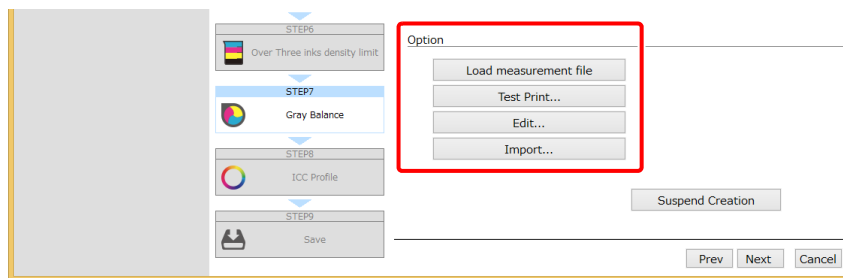 STEP6
Over Three inks density limit
STEP7
Gray Balance
STEP8
ICC Profile
STEP9
Save
Option
Load measurement file
Test Print...
Edit...
Import...
Suspend Creation
Prev Next Cancel